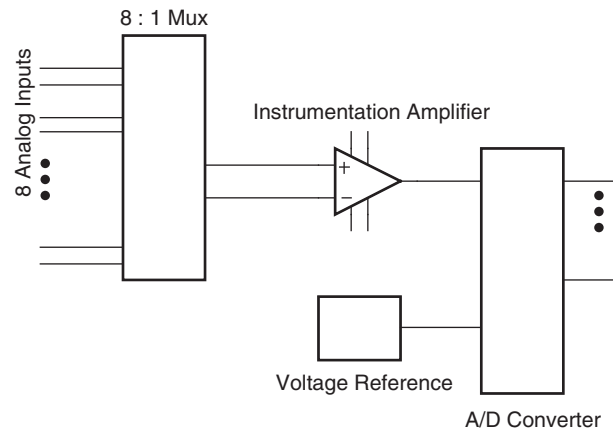 8 : 1 Mux
8 Analog Inputs
Instrumentation Amplifier
+
−
Voltage Reference
A/D Converter